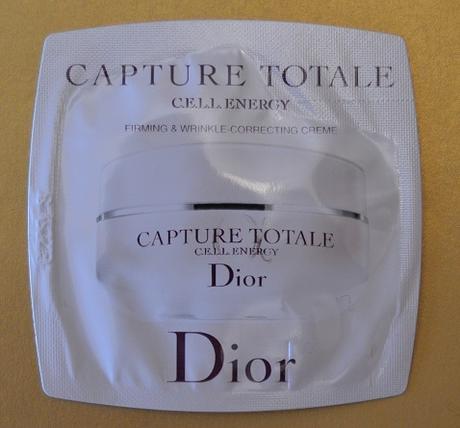 CAPTURE TOTALE
C.E.L.L. ENERGY
FIRMING & WRINKLE-CORRECTING CREME
CAPTURE TOTALE
C.E.L.L. ENERGY
Dior
Dior